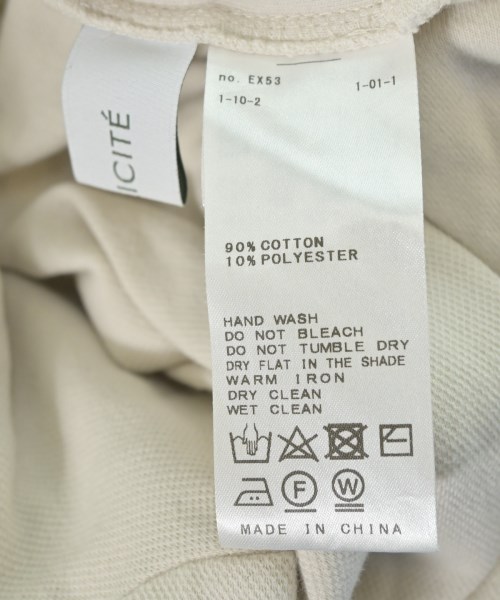 ICITÉ
no. EX53
1-01-1
1-10-2
90% COTTON
10% POLYESTER
HAND WASH
DO NOT BLEACH
DO NOT TUMBLE DRY
DRY FLAT IN THE SHADE
WARM IRON
DRY CLEAN
WET CLEAN
F W
MADE IN CHINA